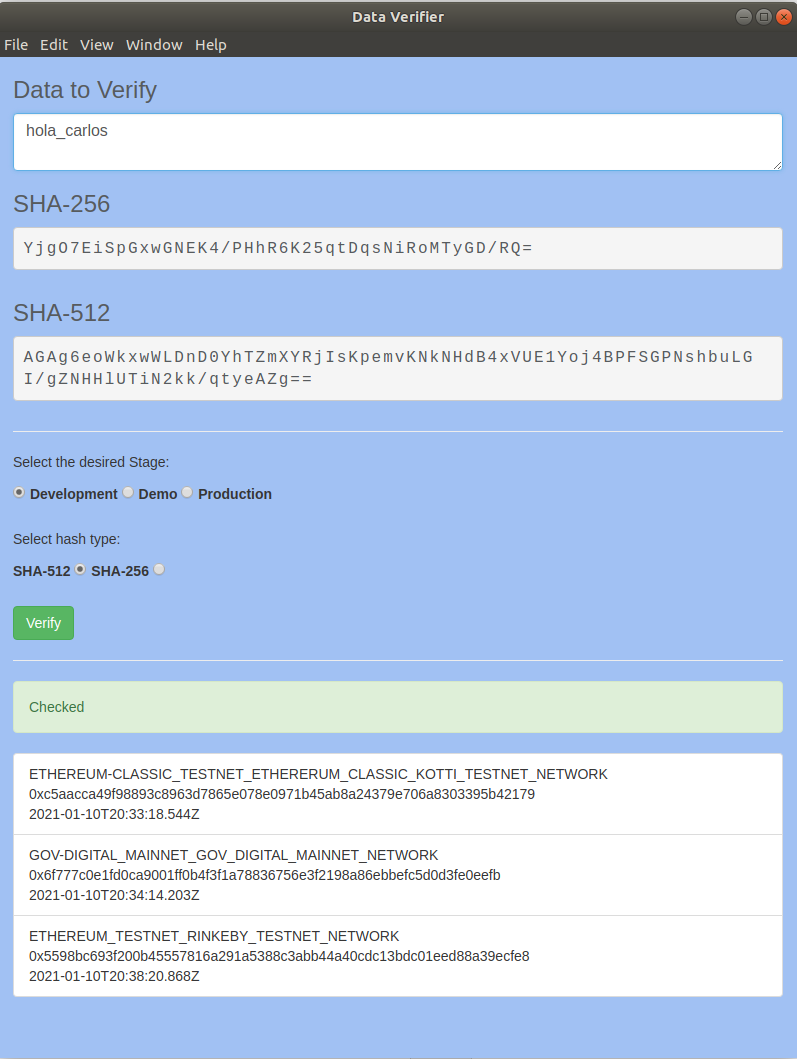 Data Verifier
File Edit View Window Help
Data to Verify
hola_carlos
SHA-256
YjgO7EiSpGxwGNEK4/PHhR6K25qtDqsNiRoMTyGD/RQ=
SHA-512
AGAg6eoWkxwWLDnD0YhTZmXYRjIsKpemvKNkNHdB4xVUE1Yoj4BPFSGPNshbuLG
I/gZNHHlUTiN2kk/qtyeAZg==
Select the desired Stage:
Development Demo Production
Select hash type:
SHA-512 SHA-256
Verify
Checked
ETHEREUM-CLASSIC_TESTNET_ETHERERUM_CLASSIC_KOTTI_TESTNET_NETWORK
0xc5aacca49f98893c8963d7865e078e0971b45ab8a24379e706a8303395b42179
2021-01-10T20:33:18.544Z
GOV-DIGITAL_MAINNET_GOV_DIGITAL_MAINNET_NETWORK
0x6f777c0e1fd0ca9001ff0b4f3f1a78836756e3f2198a86ebbefc5d0d3fe0eefb
2021-01-10T20:34:14.203Z
ETHEREUM_TESTNET_RINKEBY_TESTNET_NETWORK
0x5598bc693f200b45557816a291a5388c3abb44a40cdc13bdc01eed88a39ecfe8
2021-01-10T20:38:20.868Z